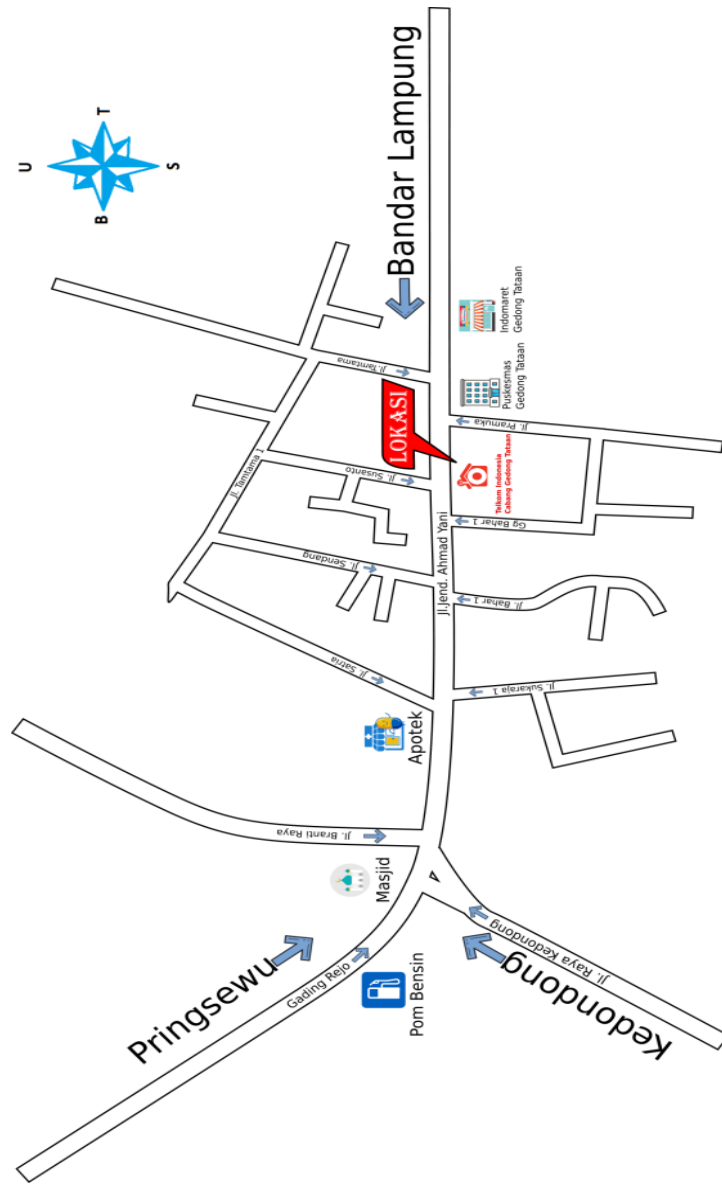 U
T
B
S
Bandar Lampung
Indomaret
Gedong Tataan
Puskesmas
Gedong Tataan
Jl.Tamtama
LOKASI
Jl. Pramuka
Telkom Indonesia
Cabang Gedong Tataan
Jl. Tamtama 1
Jl. Susanto
Gg Bahar 1
Jl.Jend. Ahmad Yani
Jl. Sendang
Jl. Bahar 1
Jl. Satria
Jl. Sukaraja 1
Apotek
Jl. Branti Raya
Masjid
Pringsewu
Gading Rejo
Pom Bensin
Jl. Raya Kedondong
Kedondong